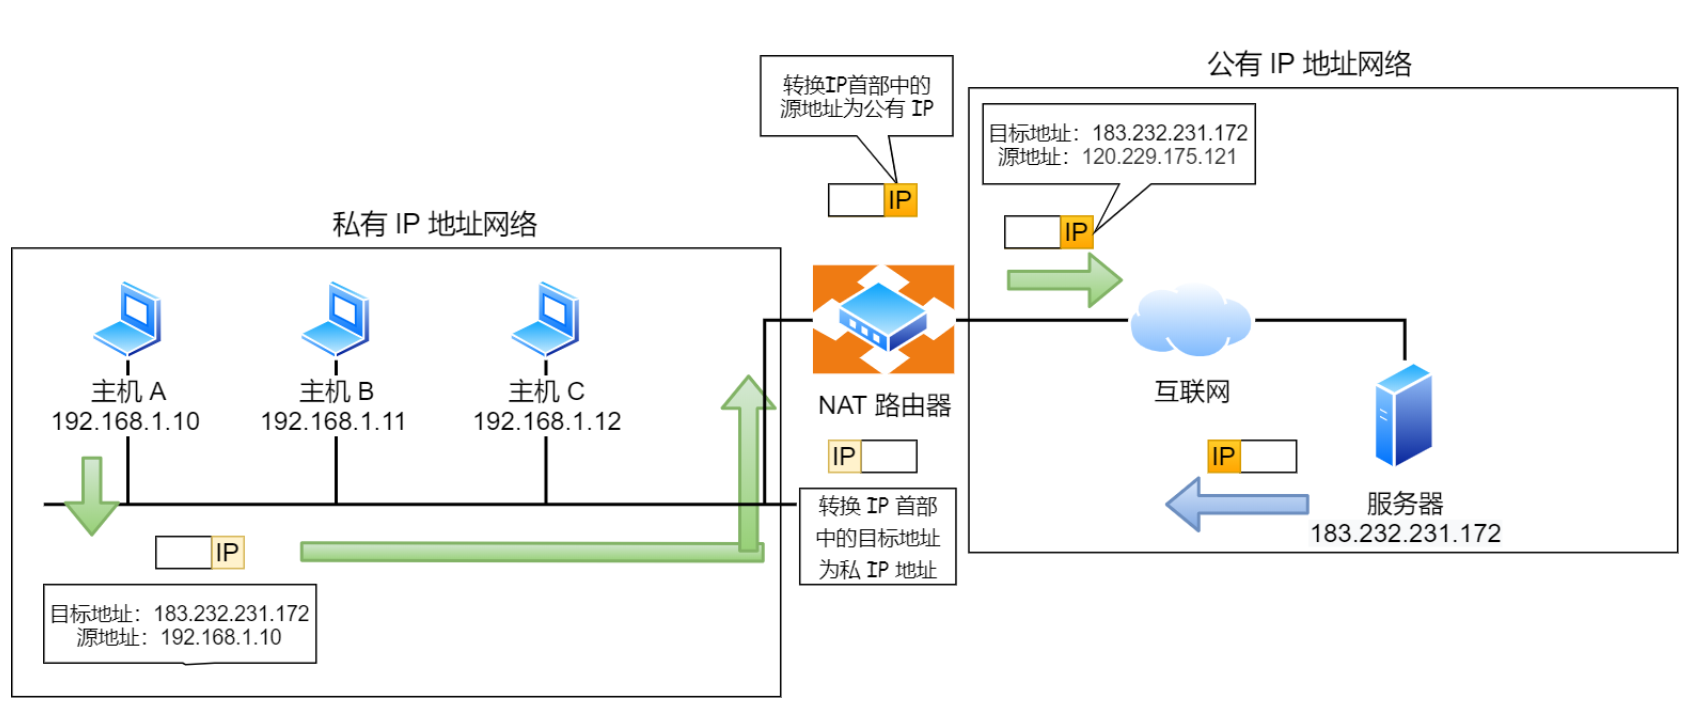 转换IP首部中的
源地址为公有 IP
公有 IP 地址网络
目标地址：183.232.231.172
源地址：120.229.175.121
IP
IP
私有 IP 地址网络
主机 A
192.168.1.10
主机 B
192.168.1.11
主机 C
192.168.1.12
NAT 路由器
互联网
IP
IP
转换 IP 首部
中的目标地址
为私 IP 地址
服务器
183.232.231.172
IP
目标地址：183.232.231.172
源地址：192.168.1.10